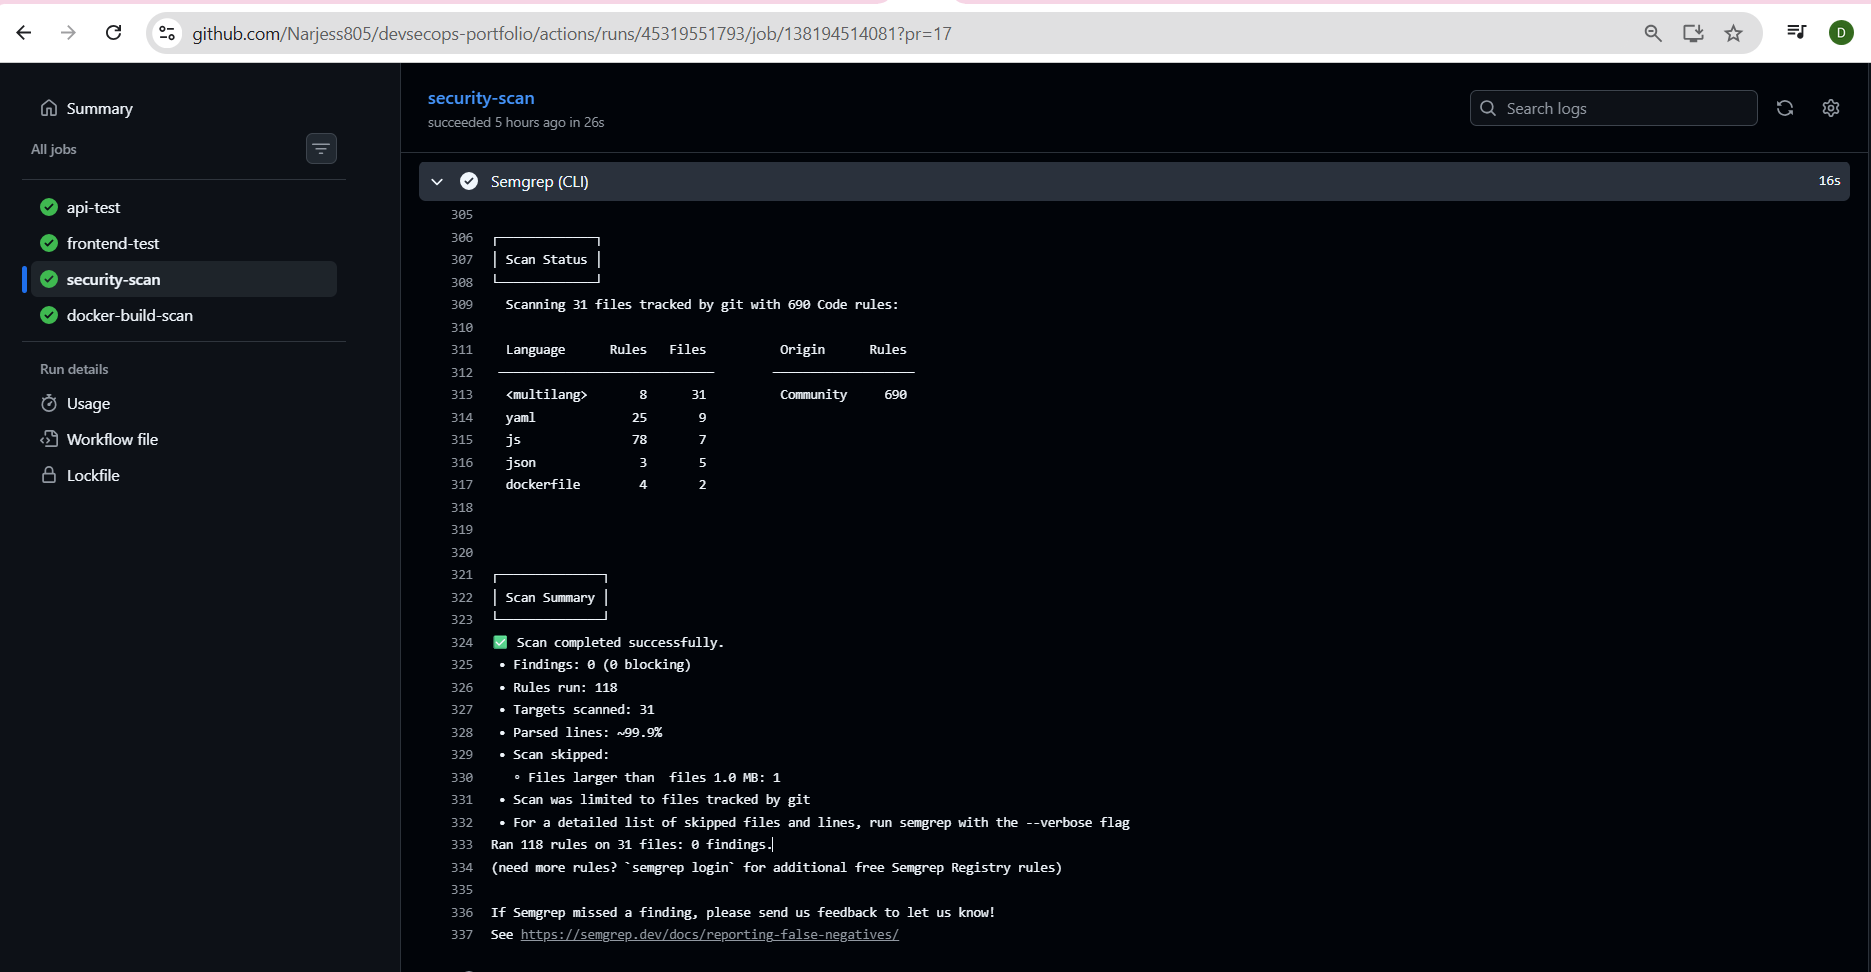 github.com/Narjess805/devsecops-portfolio/actions/runs/45319551793/job/138194514081?pr=17
D
Summary
All jobs
api-test
frontend-test
security-scan
docker-build-scan
Run details
Usage
Workflow file
Lockfile
security-scan
succeeded 5 hours ago in 26s
Search logs
Semgrep (CLI) 16s
305
306
307 Scan Status
308
309 Scanning 31 files tracked by git with 690 Code rules:
310
311 Language Rules Files Origin Rules
312
313 <multilang> 8 31 Community 690
314 yaml 25 9
315 js 78 7
316 json 3 5
317 dockerfile 4 2
318
319
320
321
322 Scan Summary
323
324 ✅ Scan completed successfully.
325 • Findings: 0 (0 blocking)
326 • Rules run: 118
327 • Targets scanned: 31
328 • Parsed lines: ~99.9%
329 • Scan skipped:
330 ◦ Files larger than  files 1.0 MB: 1
331 • Scan was limited to files tracked by git
332 • For a detailed list of skipped files and lines, run semgrep with the --verbose flag
333 Ran 118 rules on 31 files: 0 findings.
334 (need more rules? `semgrep login` for additional free Semgrep Registry rules)
335
336 If Semgrep missed a finding, please send us feedback to let us know!
337 See https://semgrep.dev/docs/reporting-false-negatives/